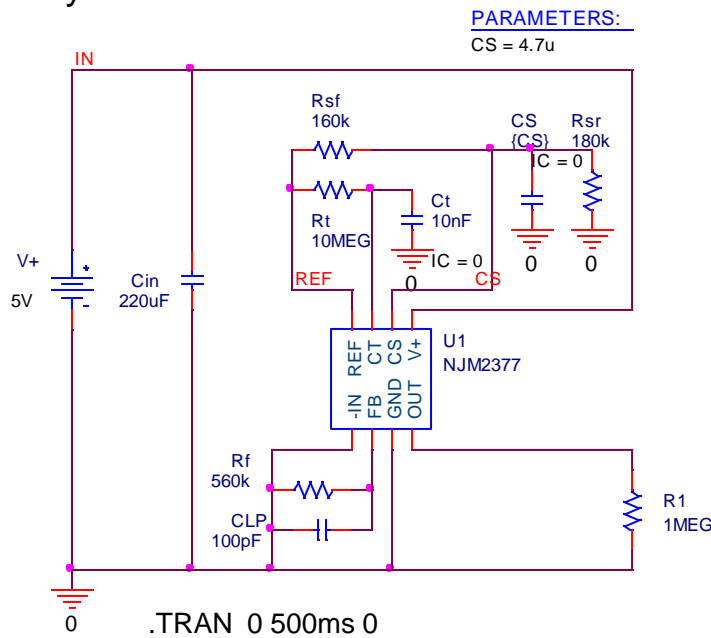 PARAMETERS:
CS = 4.7u
IN
Rsf
160k
CS
{CS}
IC = 0
Rsr
180k
Rt
10MEG
Ct
10nF
IC = 0
0
0
0
V+
5V
Cin
220uF
REF
CS
U1
NJM2377
REF
CT
CS
V+
-IN
FB
GND
OUT
Rf
560k
CLP
100pF
R1
1MEG
0
.TRAN 0 500ms 0